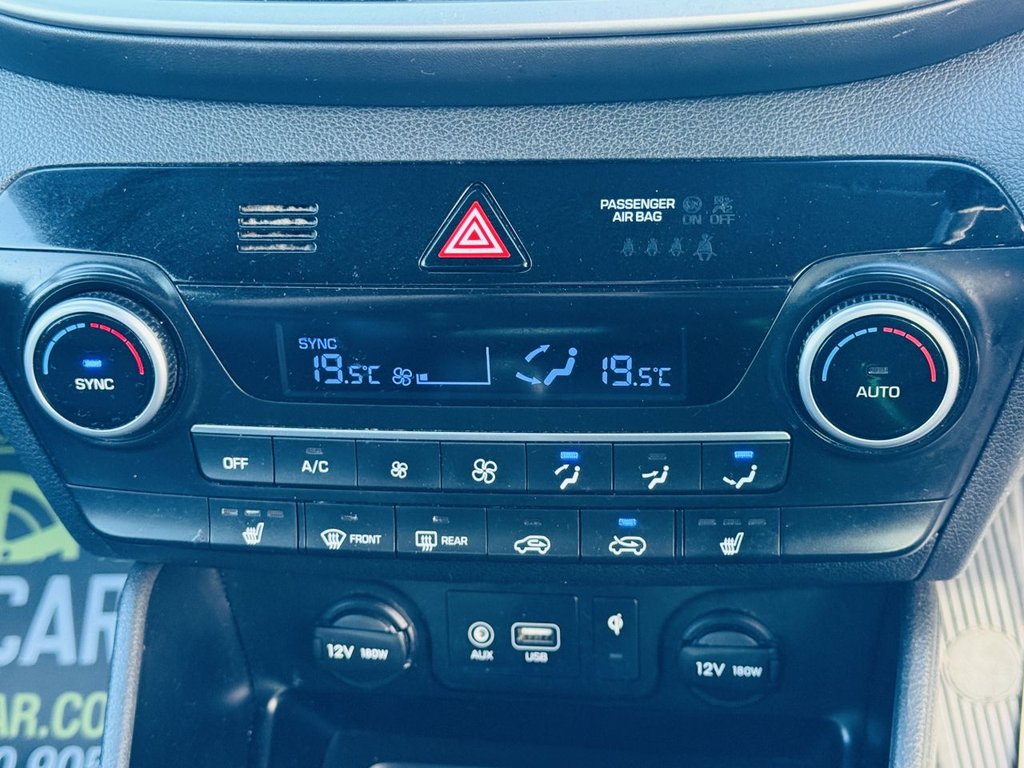 PASSENGER
AIR BAG
ON OFF
SYNC
19.5°C
19.5°C
SYNC
AUTO
OFF
A/C
FRONT
REAR
12V 180W
AUX
USB
12V 180W
CAR
AR.CO